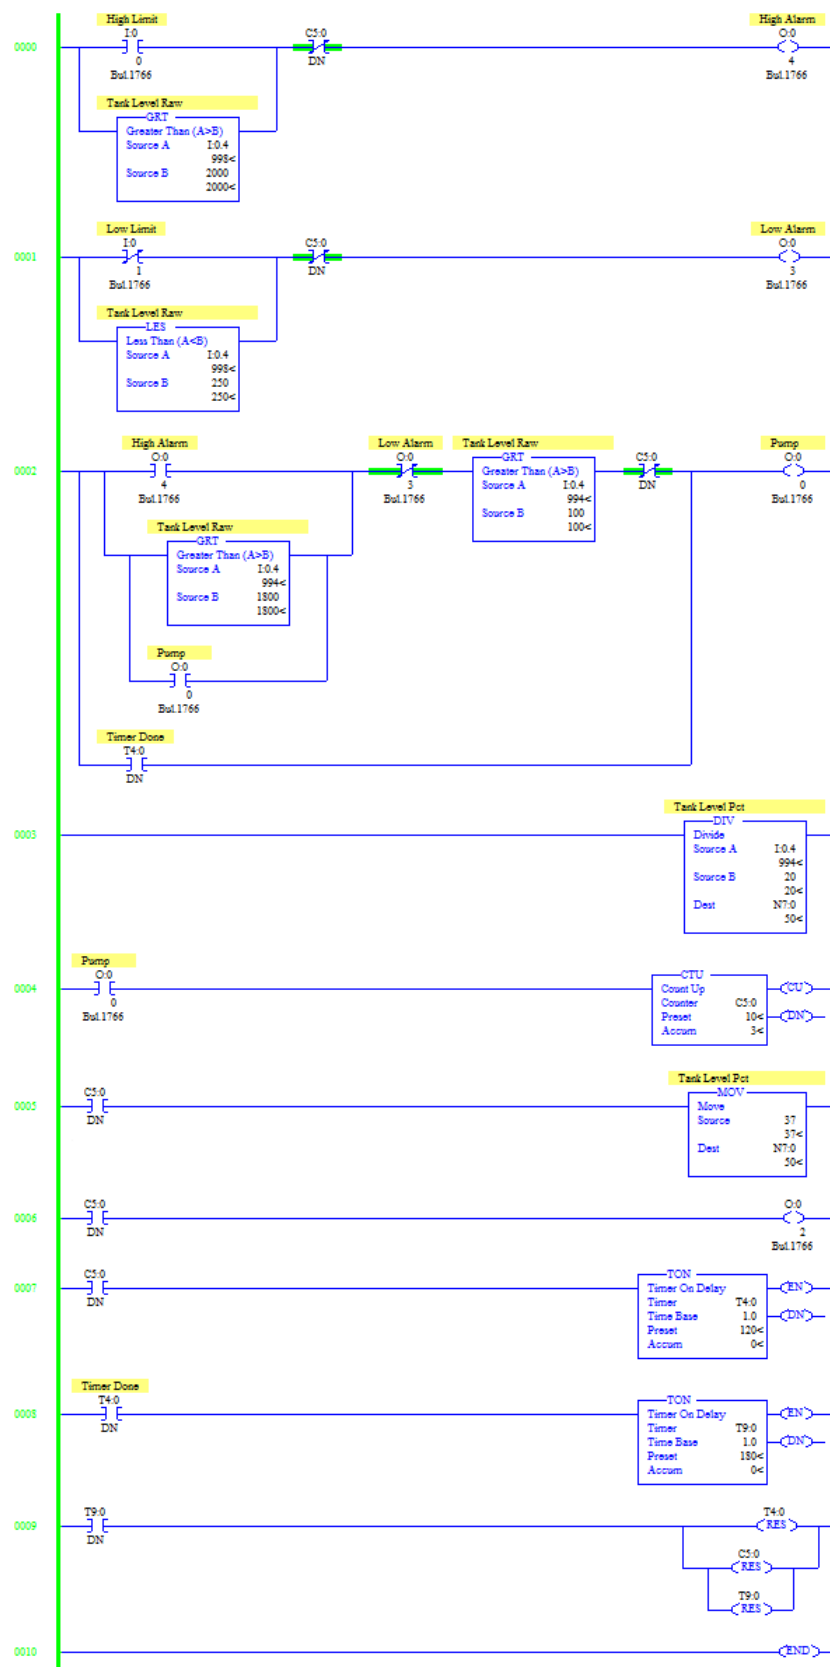 High Limit
I:0
0
Bul.1766
C5:0
DN
High Alarm
O:0
4
Bul.1766
0000
Tank Level Raw
GRT
Greater Than (A>B)
Source A I:0.4
998<
Source B 2000
2000<
Low Limit
I:0
1
Bul.1766
C5:0
DN
Low Alarm
O:0
3
Bul.1766
0001
Tank Level Raw
LES
Less Than (A<B)
Source A I:0.4
998<
Source B 250
250<
High Alarm
O:0
4
Bul.1766
Low Alarm
O:0
3
Bul.1766
Tank Level Raw
GRT
Greater Than (A>B)
Source A I:0.4
994<
Source B 100
100<
C5:0
DN
Pump
O:0
0
Bul.1766
0002
Tank Level Raw
GRT
Greater Than (A>B)
Source A I:0.4
994<
Source B 1800
1800<
Pump
O:0
0
Bul.1766
Timer Done
T4:0
DN
0003
Tank Level Pct
DIV
Divide
Source A I:0.4
994<
Source B 20
20<
Dest N7:0
50<
0004
Pump
O:0
0
Bul.1766
CTU
Count Up
Counter C5:0
Preset 10<
Accum 3<
CU
DN
0005
C5:0
DN
Tank Level Pct
MOV
Move
Source 37
37<
Dest N7:0
50<
0006
C5:0
DN
O:0
2
Bul.1766
0007
C5:0
DN
TON
Timer On Delay
Timer T4:0
Time Base 1.0
Preset 120<
Accum 0<
EN
DN
0008
Timer Done
T4:0
DN
TON
Timer On Delay
Timer T9:0
Time Base 1.0
Preset 180<
Accum 0<
EN
DN
0009
T9:0
DN
T4:0
RES
C5:0
RES
T9:0
RES
0010
END